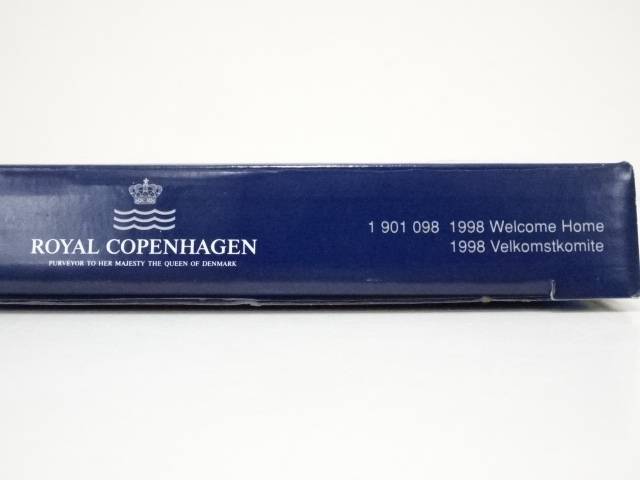 ROYAL COPENHAGEN
PURVEYOR TO HER MAJESTY THE QUEEN OF DENMARK
1 901 098 1998 Welcome Home
1998 Velkomstkomite